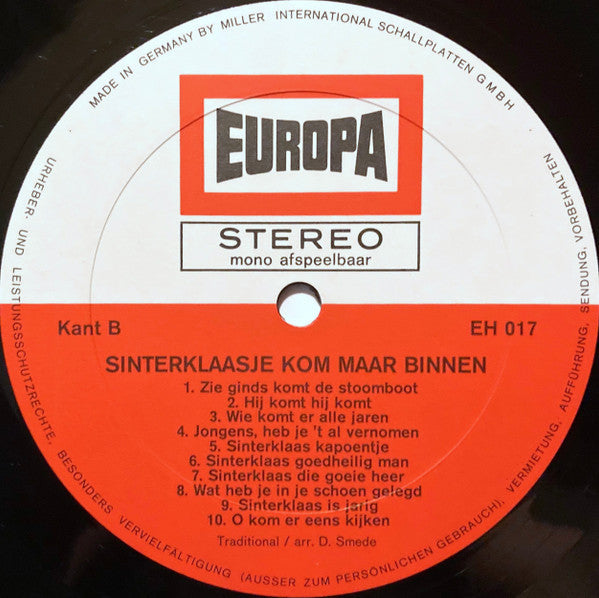 MADE IN GERMANY BY MILLER INTERNATIONAL SCHALLPLATTEN GMBH
EUROPA
STEREO
mono afspeelbaar
Kant B
EH 017
SINTERKLAASJE KOM MAAR BINNEN
1. Zie ginds komt de stoomboot
2. Hij komt hij komt
3. Wie komt er alle jaren
4. Jongens, heb je 't al vernomen
5. Sinterklaas kapoentje
6. Sinterklaas goedheilig man
7. Sinterklaas die goeie heer
8. Wat heb je in je schoen gelegd
9. Sinterklaas is jarig
10. O kom er eens kijken
Traditional / arr. D. Smede
URHEBER- UND LEISTUNGSSCHUTZRECHTE, BESONDERS VERVIELFÄLTIGUNG (AUSSER ZUM PERSÖNLICHEN GEBRAUCH), VERMIETUNG, AUFFÜHRUNG, SENDUNG, VORBEHALTEN